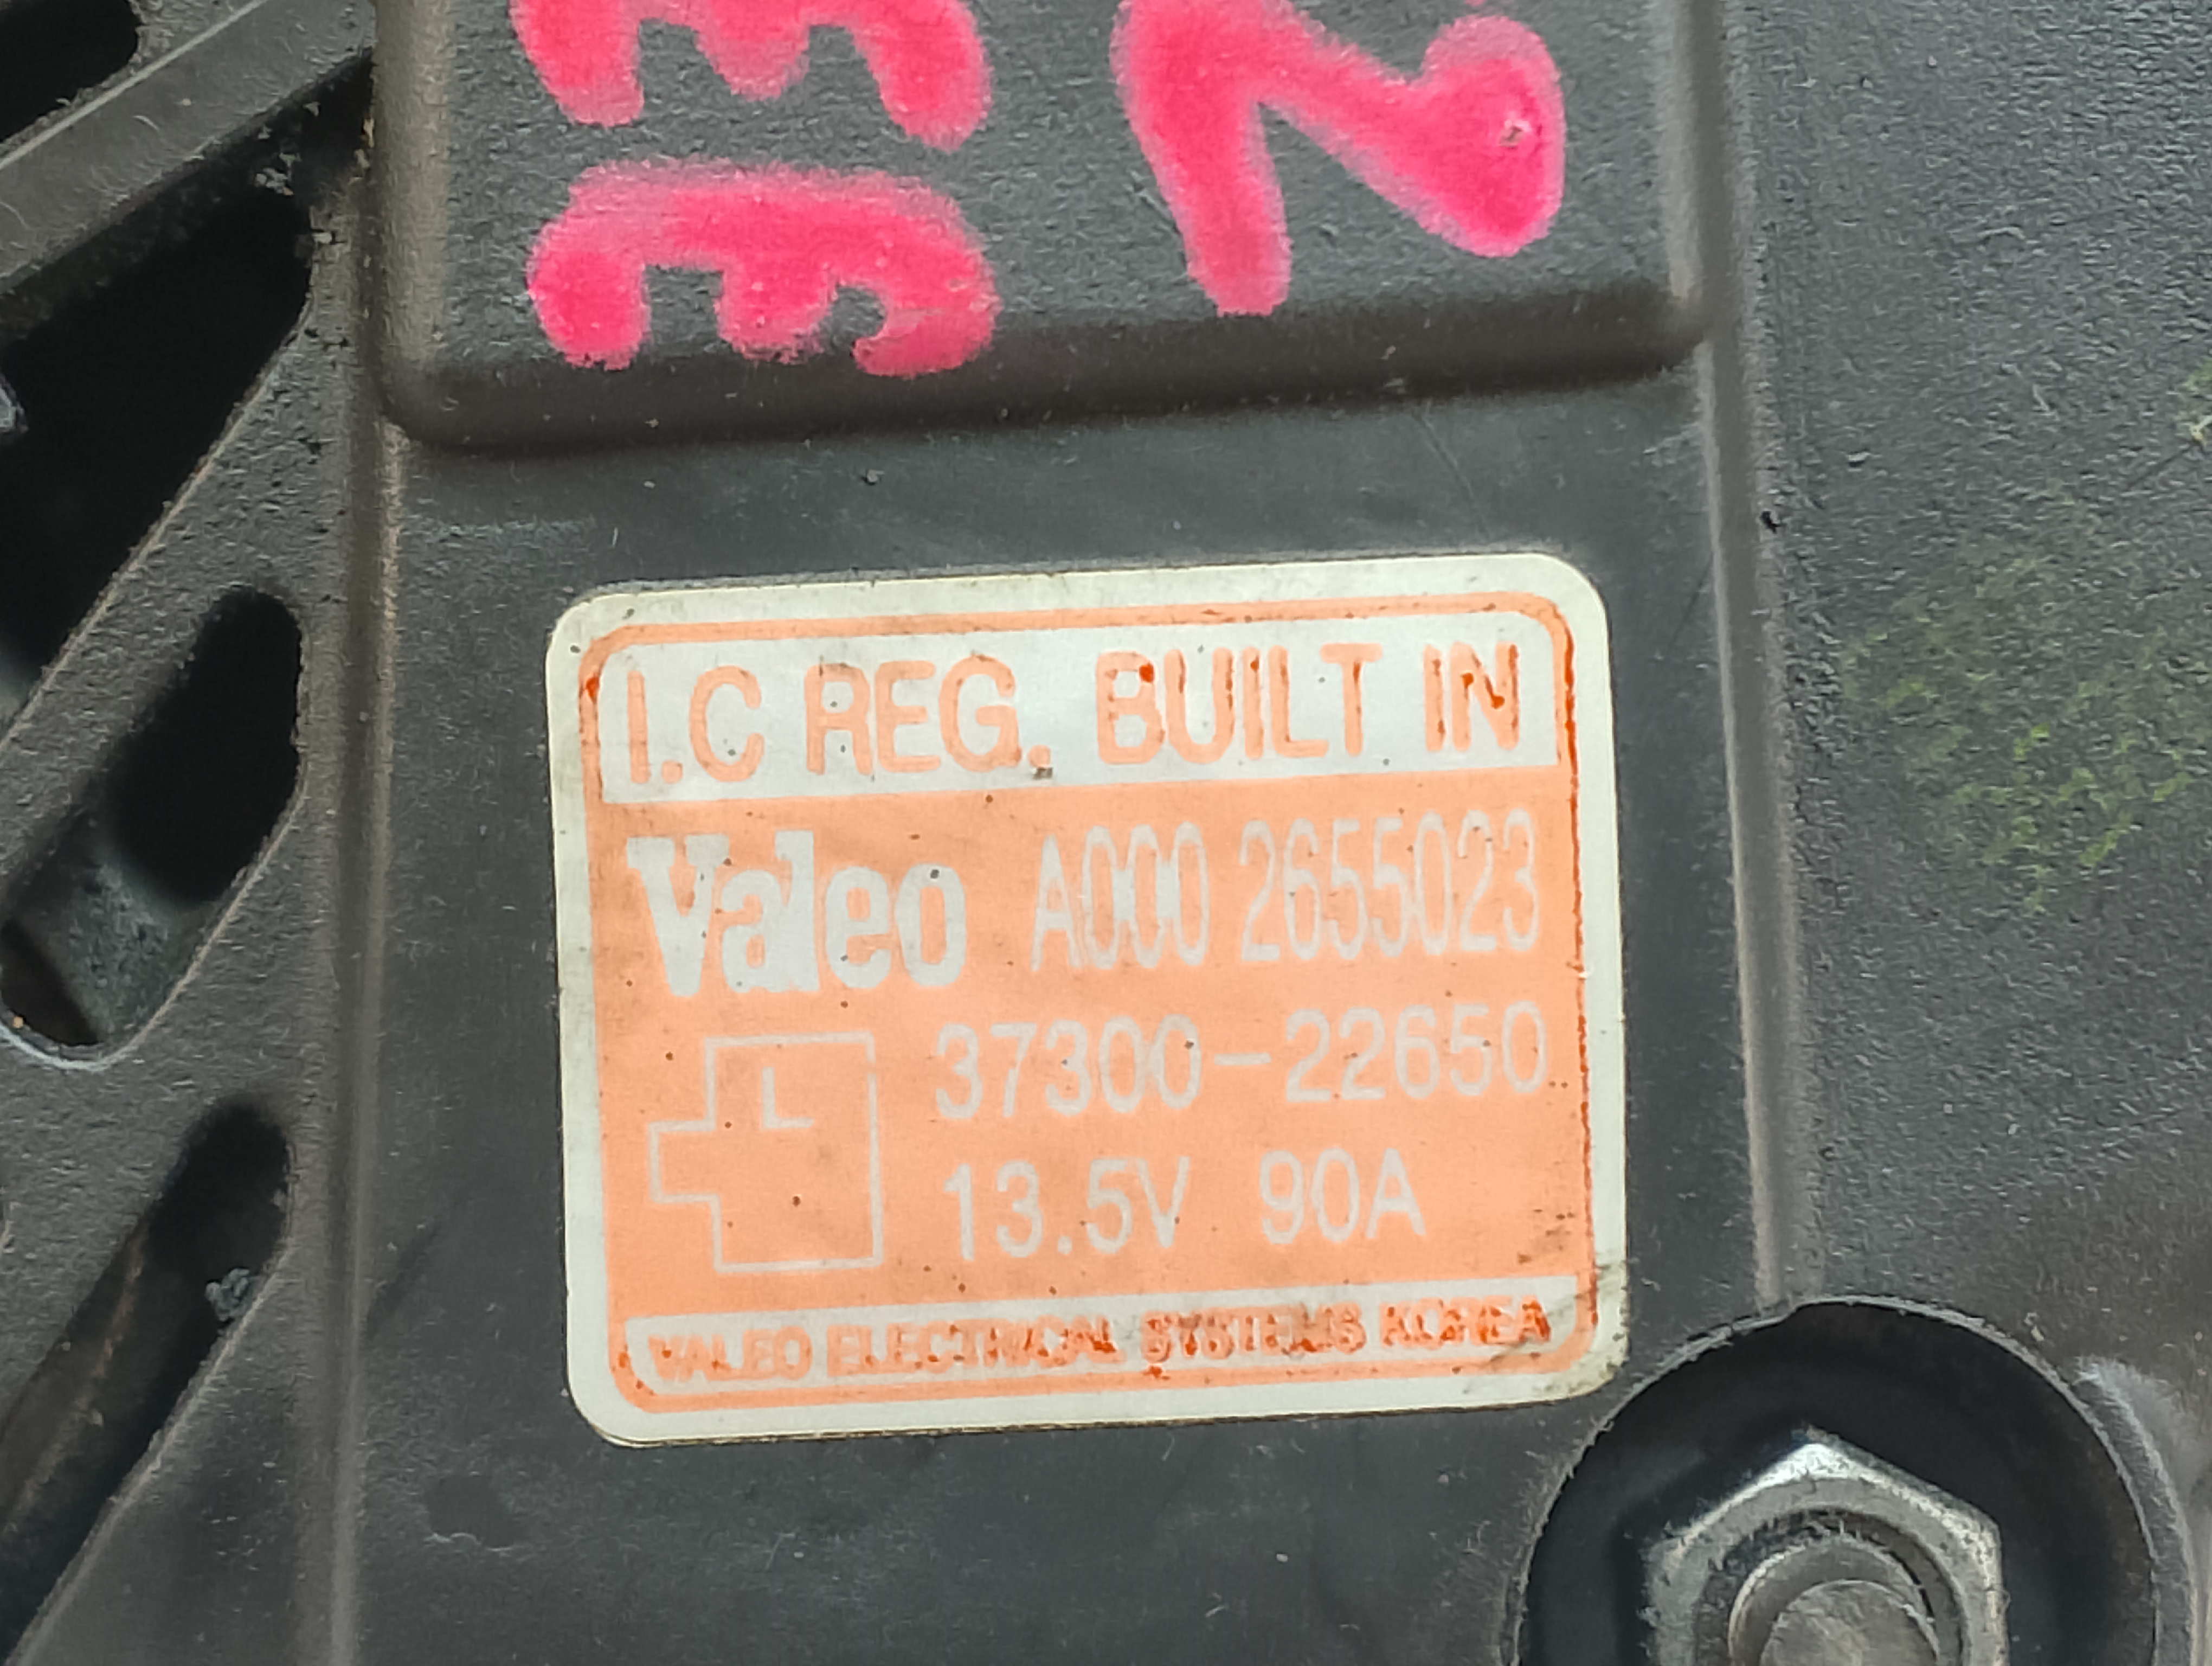 I.C REG. BUILT IN
Valeo A000 2655023
L 37300-22650
13.5V 90A
VALEO ELECTRICAL SYSTEMS KOREA